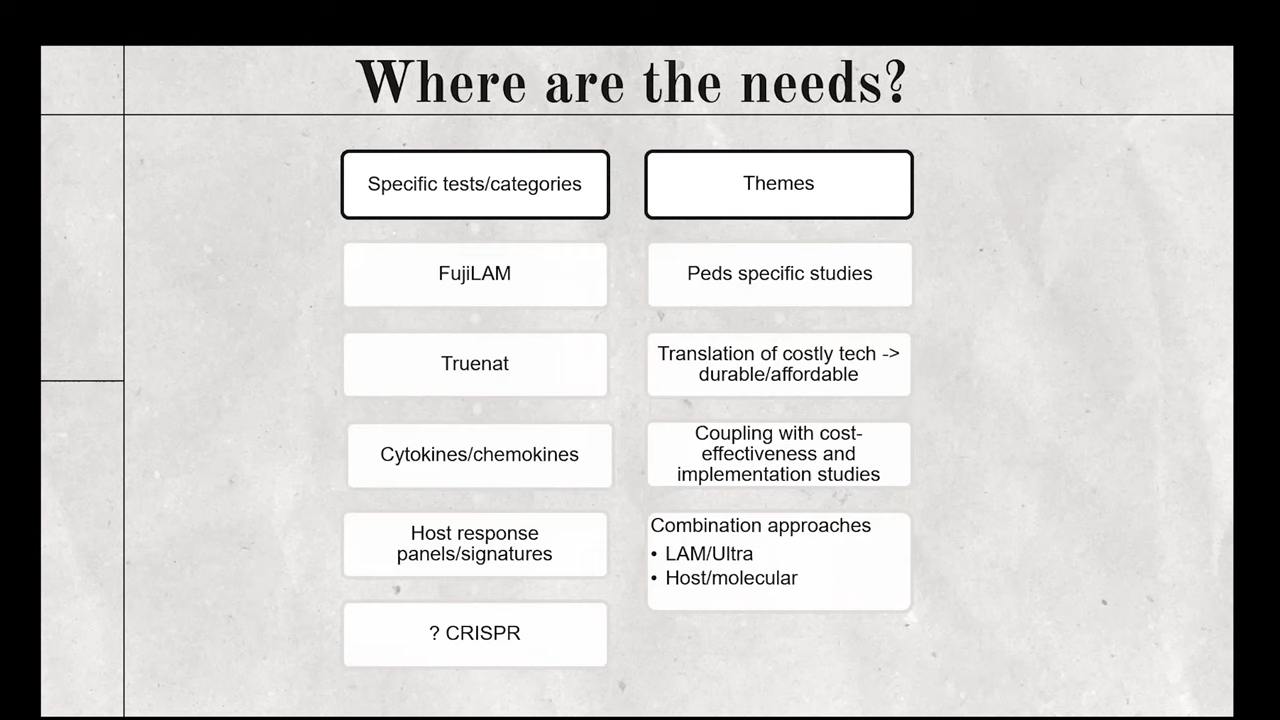 Where are the needs?
Specific tests/categories
FujiLAM
Truenat
Cytokines/chemokines
Host response
panels/signatures
? CRISPR
Themes
Peds specific studies
Translation of costly tech ->
durable/affordable
Coupling with cost-
effectiveness and
implementation studies
Combination approaches
• LAM/Ultra
• Host/molecular